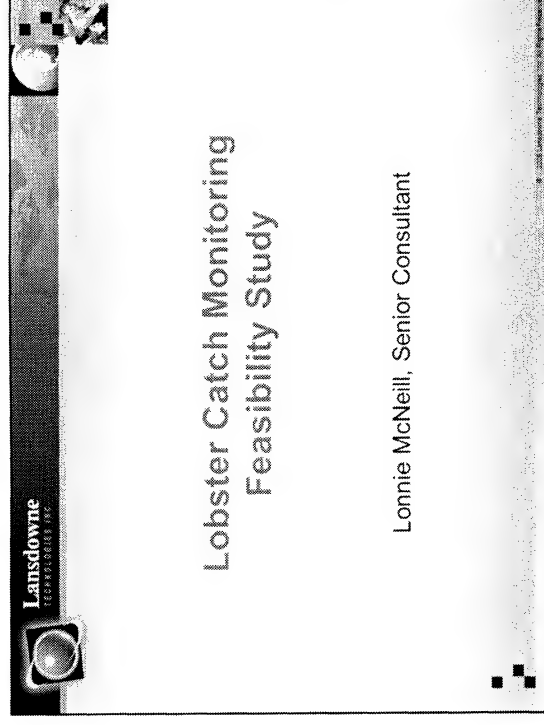 Lansdowne
TECHNOLOGIES INC.
Lobster Catch Monitoring
Feasibility Study
Lonnie McNeill, Senior Consultant